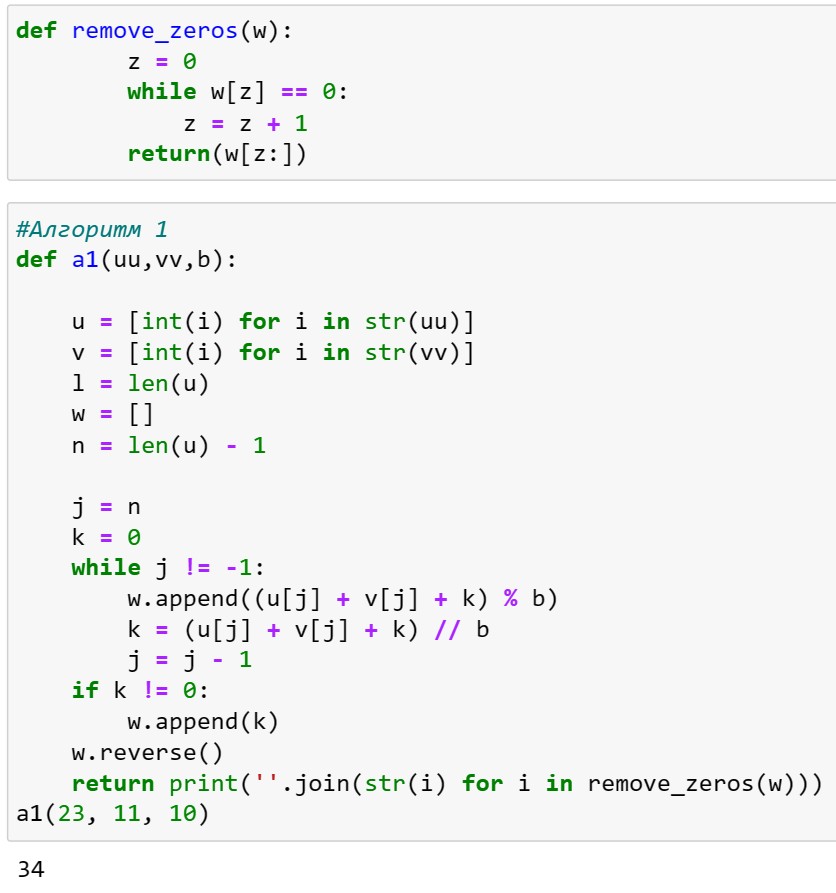 def remove_zeros(w):
        z = 0
        while w[z] == 0:
            z = z + 1
        return(w[z:])
#Алгоритм 1
def a1(uu,vv,b):
    u = [int(i) for i in str(uu)]
    v = [int(i) for i in str(vv)]
    l = len(u)
    w = []
    n = len(u) - 1
    j = n
    k = 0
    while j != -1:
        w.append((u[j] + v[j] + k) % b)
        k = (u[j] + v[j] + k) // b
        j = j - 1
    if k != 0:
        w.append(k)
    w.reverse()
    return print(''.join(str(i) for i in remove_zeros(w)))
a1(23, 11, 10)
34